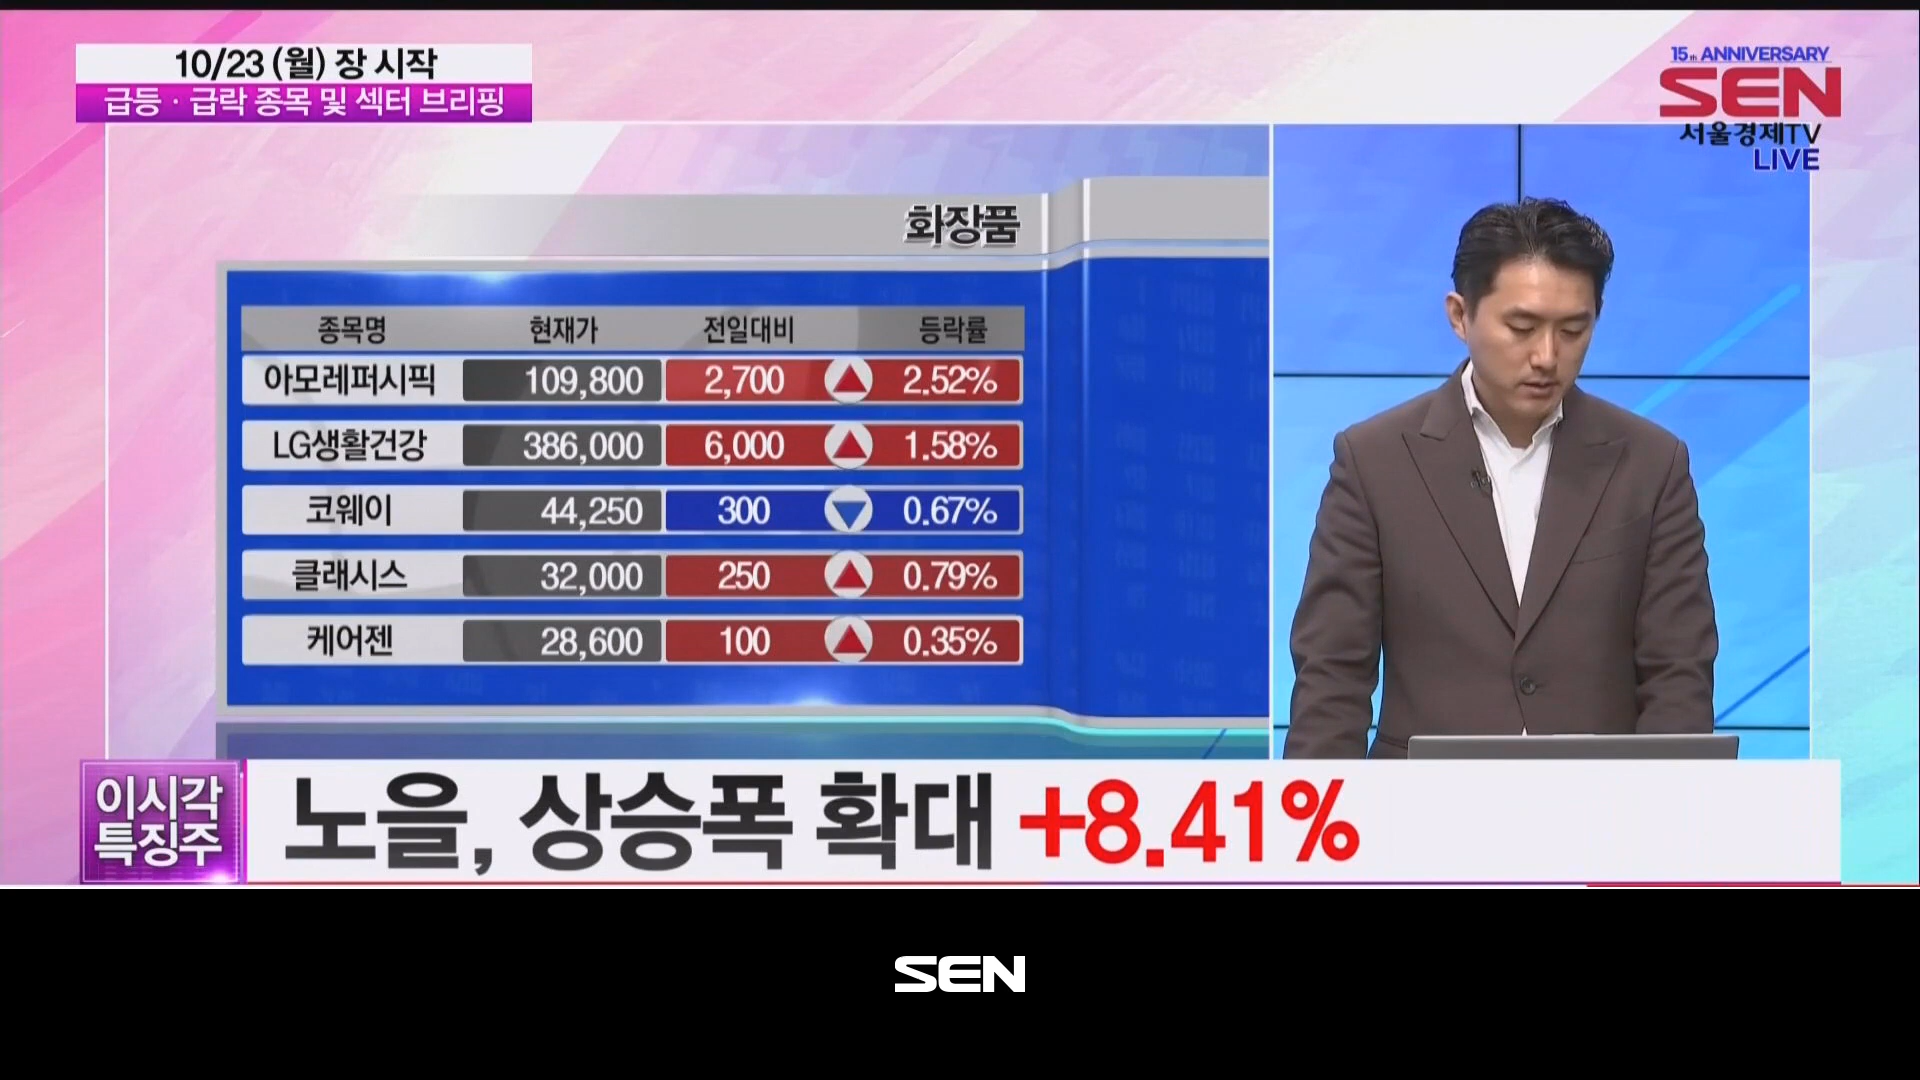 10/23 (월) 장 시작
급등 · 급락 종목 및 섹터 브리핑
15th ANNIVERSARY
SEN
서울경제TV
LIVE
화장품
종목명 현재가 전일대비 등락률
아모레퍼시픽 109,800 2,700 ▲ 2.52%
LG생활건강 386,000 6,000 ▲ 1.58%
코웨이 44,250 300 ▼ 0.67%
클래시스 32,000 250 ▲ 0.79%
케어젠 28,600 100 ▲ 0.35%
이시각
특징주
노을, 상승폭 확대 +8.41%
SEN